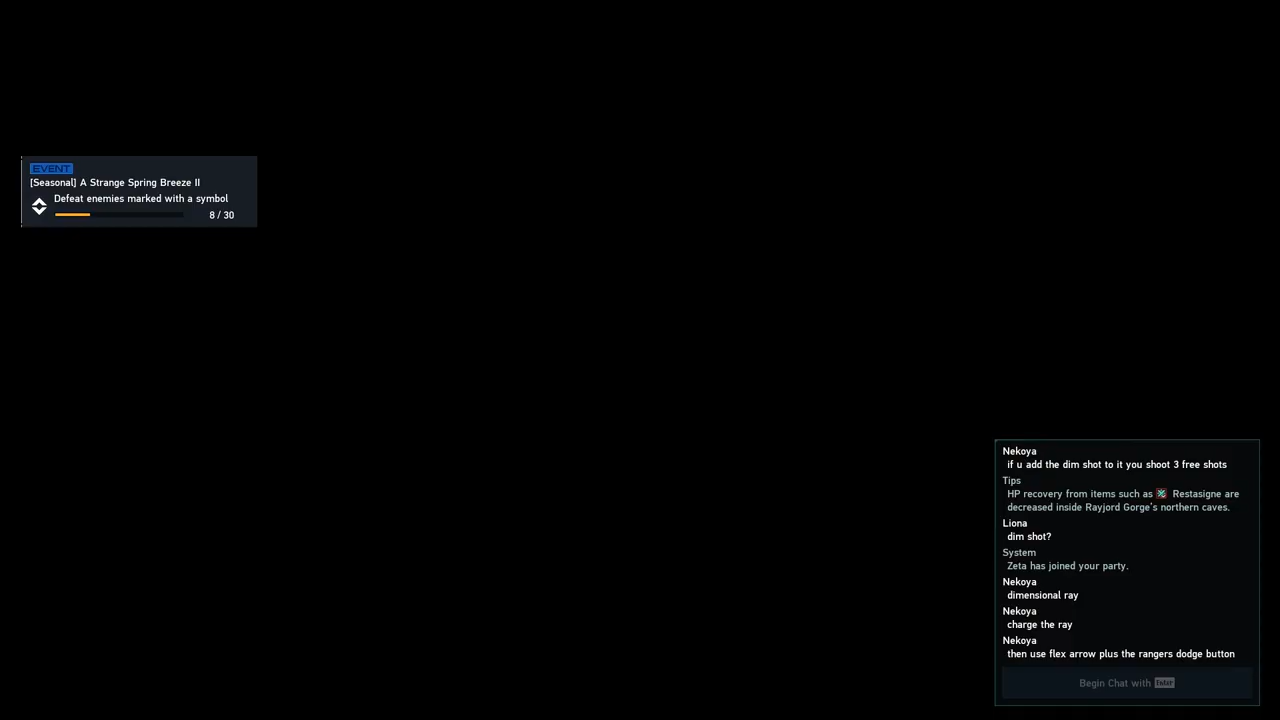 EVENT
[Seasonal] A Strange Spring Breeze II
Defeat enemies marked with a symbol
8 / 30
Nekoya
if u add the dim shot to it you shoot 3 free shots
Tips
HP recovery from items such as Restasigne are
decreased inside Rayjord Gorge's northern caves.
Liona
dim shot?
System
Zeta has joined your party.
Nekoya
dimensional ray
Nekoya
charge the ray
Nekoya
then use flex arrow plus the rangers dodge button
Begin Chat with Enter